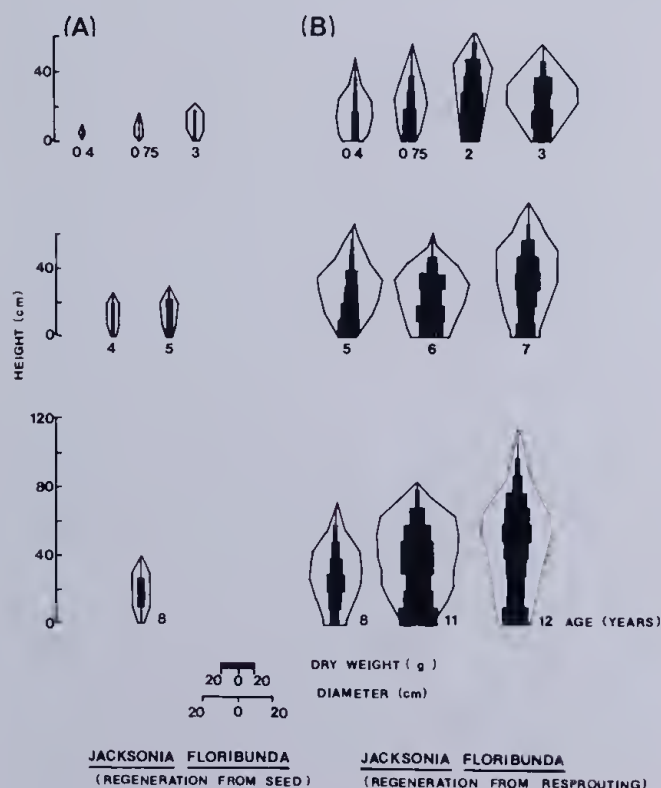 (A) (B)
40
0
0 4 0 75 3 0 4 0 75 2 3
HEIGHT (cm)
40
0
4 5 5 6 7
120
80
40
0
8 8 11 12 AGE (YEARS)
DRY WEIGHT (g)
20 0 20
DIAMETER (cm)
20 0 20
JACKSONIA FLORIBUNDA JACKSONIA FLORIBUNDA
(REGENERATION FROM SEED) (REGENERATION FROM RESPROUTING)